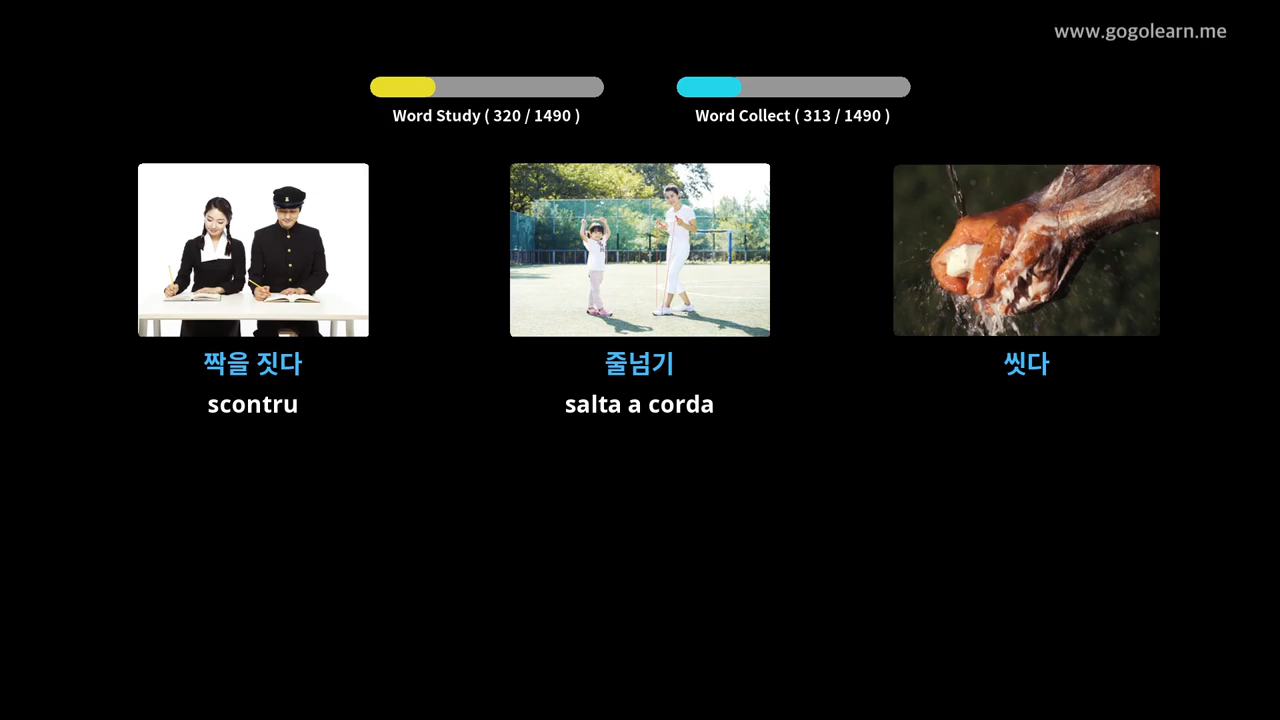 www.gogolearn.me
Word Study ( 320 / 1490 )
Word Collect ( 313 / 1490 )
짝을 짓다
줄넘기
씻다
scontru
salta a corda